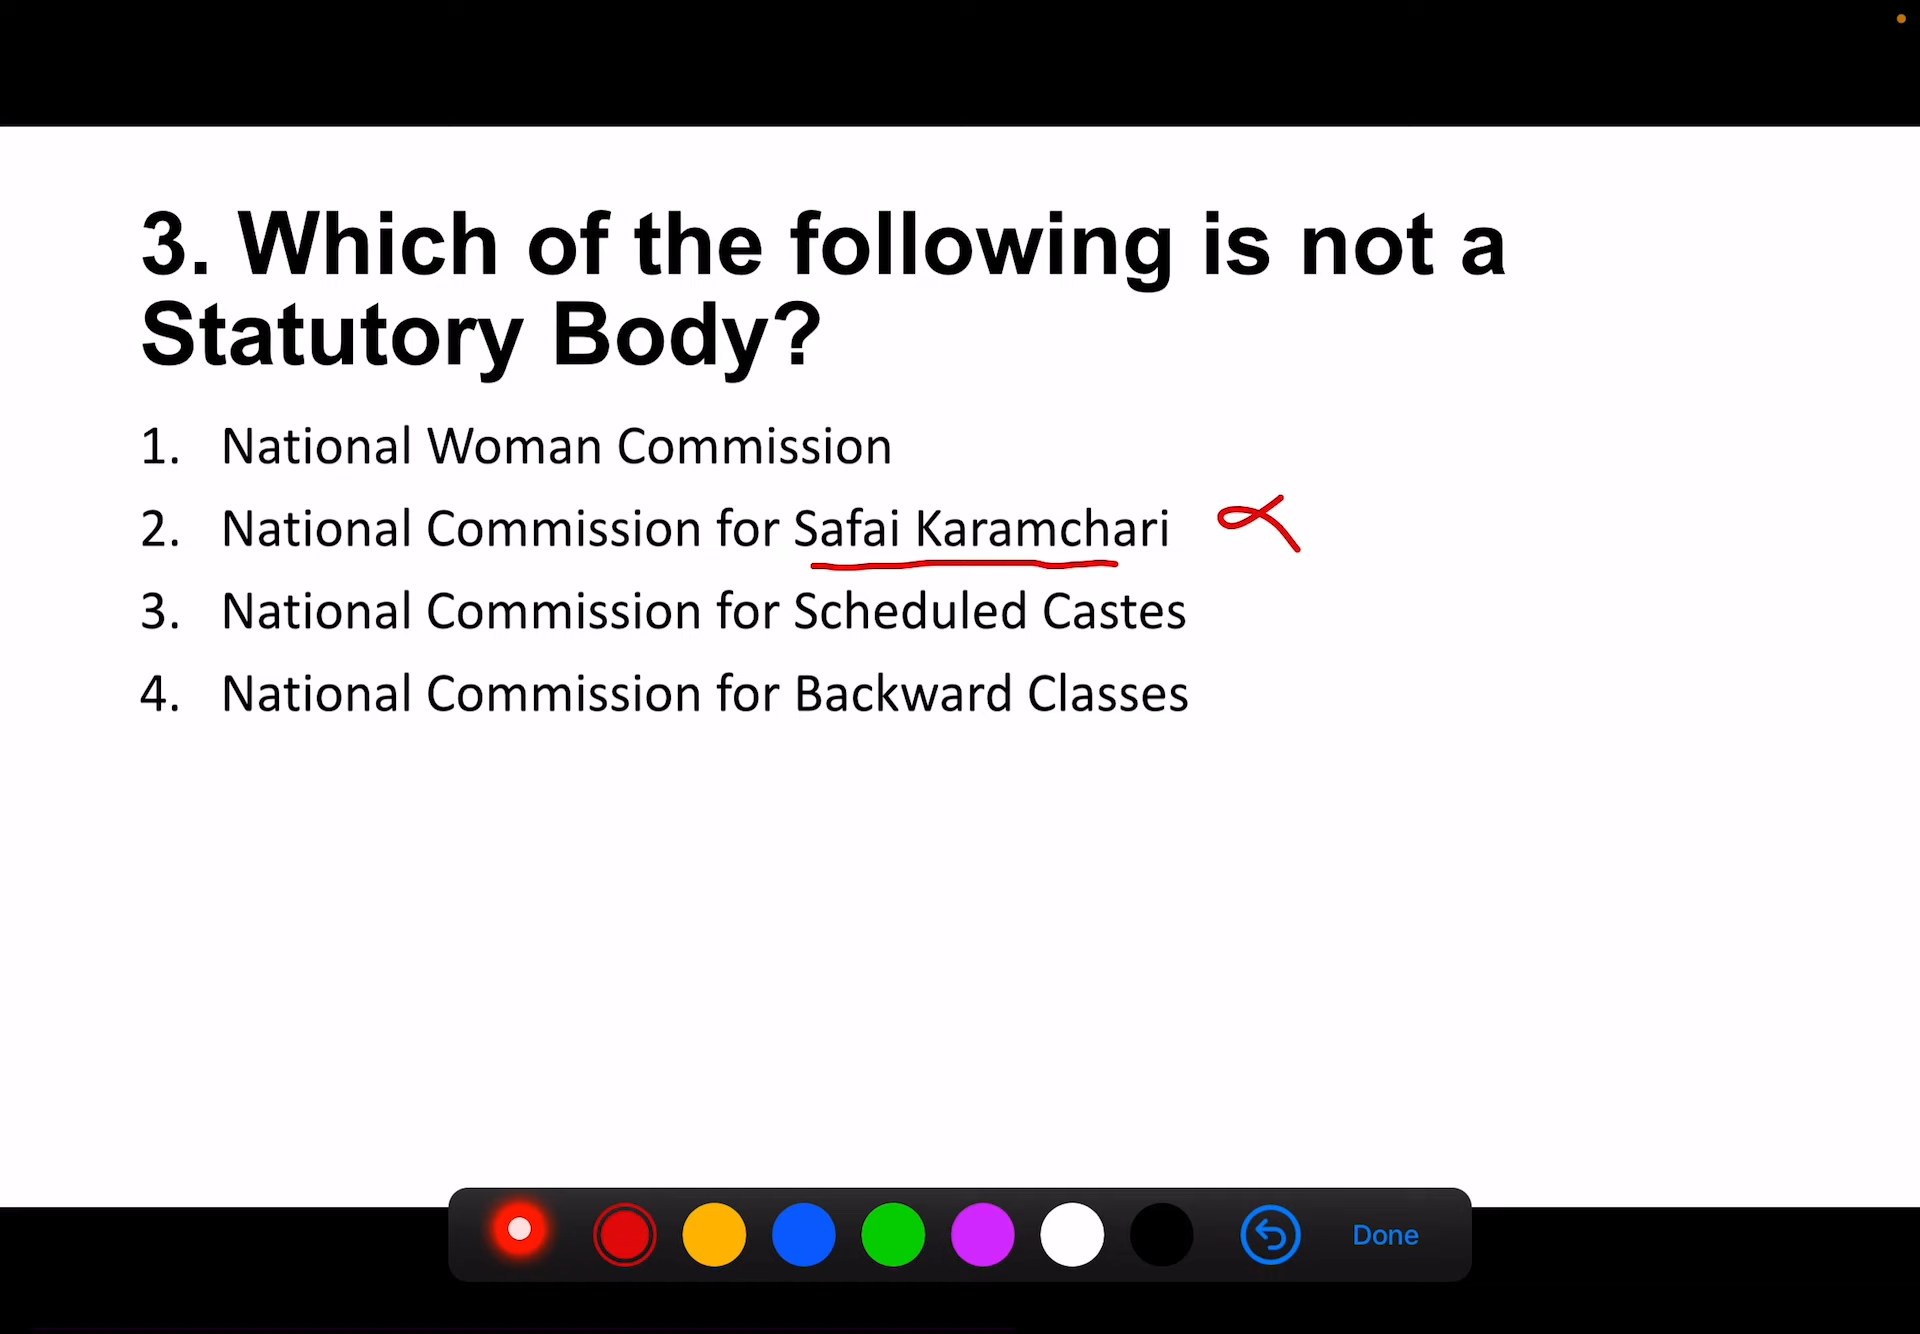 3. Which of the following is not a
Statutory Body?
1. National Woman Commission
2. National Commission for Safai Karamchari
3. National Commission for Scheduled Castes
4. National Commission for Backward Classes
Done